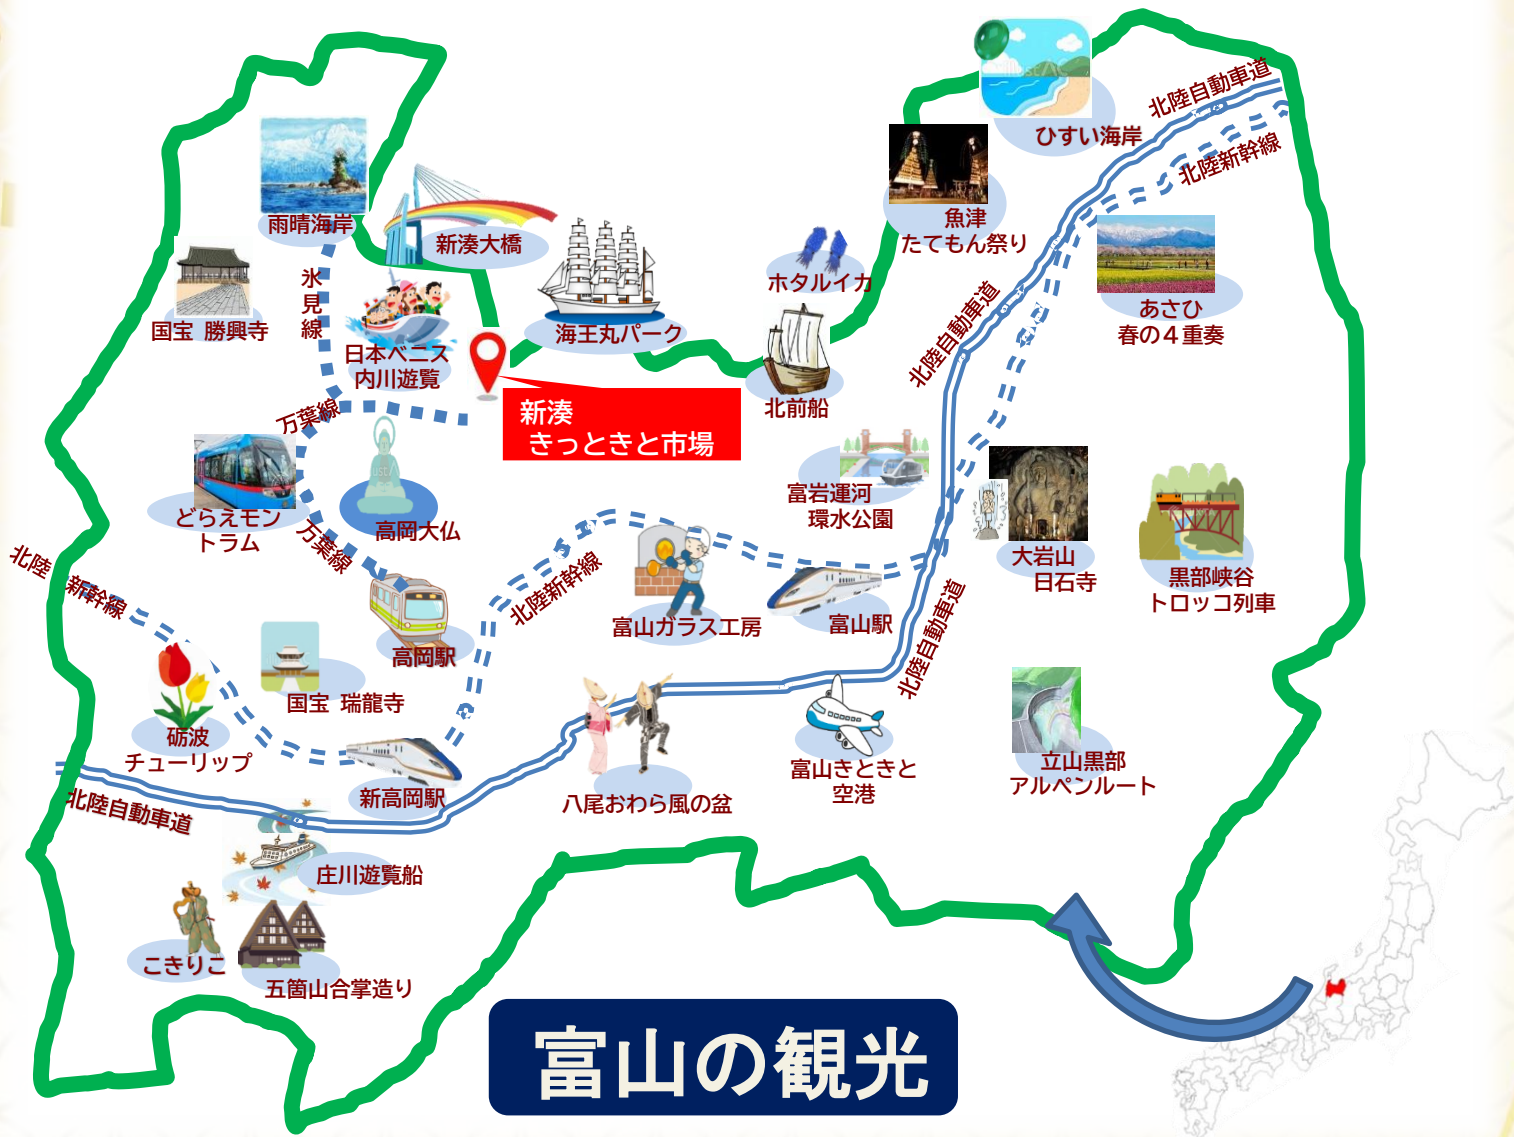 ひすい海岸
北陸自動車道
北陸新幹線
魚津
たてもん祭り
雨晴海岸
新湊大橋
ホタルイカ
あさひ
春の４重奏
国宝 勝興寺
氷見線
海王丸パーク
日本ベニス
内川遊覧
北陸自動車道
北前船
新湊
きっときと市場
万葉線
富岩運河
環水公園
どらえモン
トラム
高岡大仏
万葉線
北陸新幹線
大岩山
日石寺
黒部峡谷
トロッコ列車
北陸 新幹線
富山ガラス工房
富山駅
北陸自動車道
高岡駅
国宝 瑞龍寺
砺波
チューリップ
新高岡駅
八尾おわら風の盆
富山きときと
空港
立山黒部
アルペンルート
北陸自動車道
庄川遊覧船
こきりこ
五箇山合掌造り
富山の観光